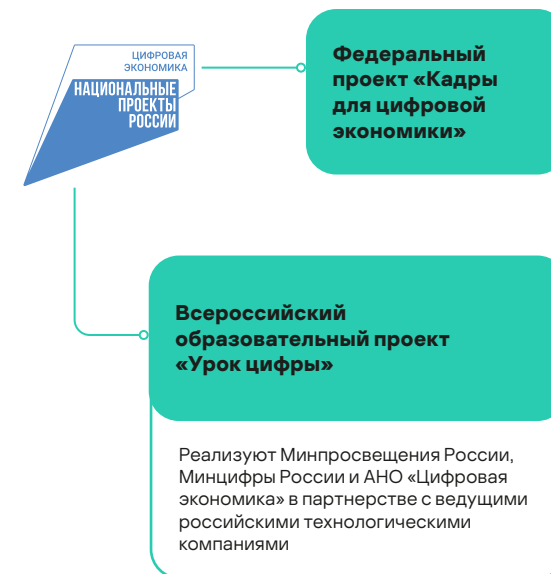 ЦИФРОВАЯ
ЭКОНОМИКА
НАЦИОНАЛЬНЫЕ
ПРОЕКТЫ
РОССИИ
Федеральный
проект «Кадры
для цифровой
экономики»
Всероссийский
образовательный проект
«Урок цифры»
Реализуют Минпросвещения России,
Минцифры России и АНО «Цифровая
экономика» в партнерстве с ведущими
российскими технологическими
компаниями